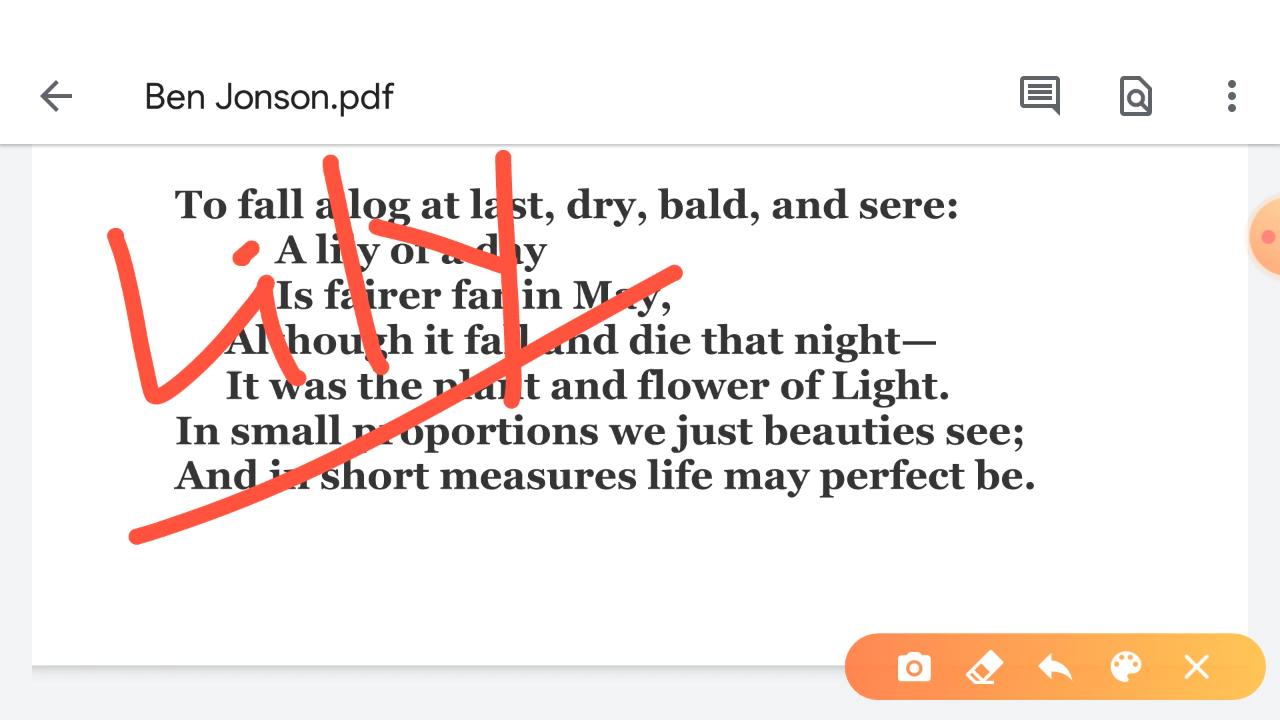 Ben Jonson.pdf
To fall a log at last, dry, bald, and sere:
A lily of a day
Is fairer far in May,
Although it fall and die that night—
It was the plant and flower of Light.
In small proportions we just beauties see;
And in short measures life may perfect be.
Lily